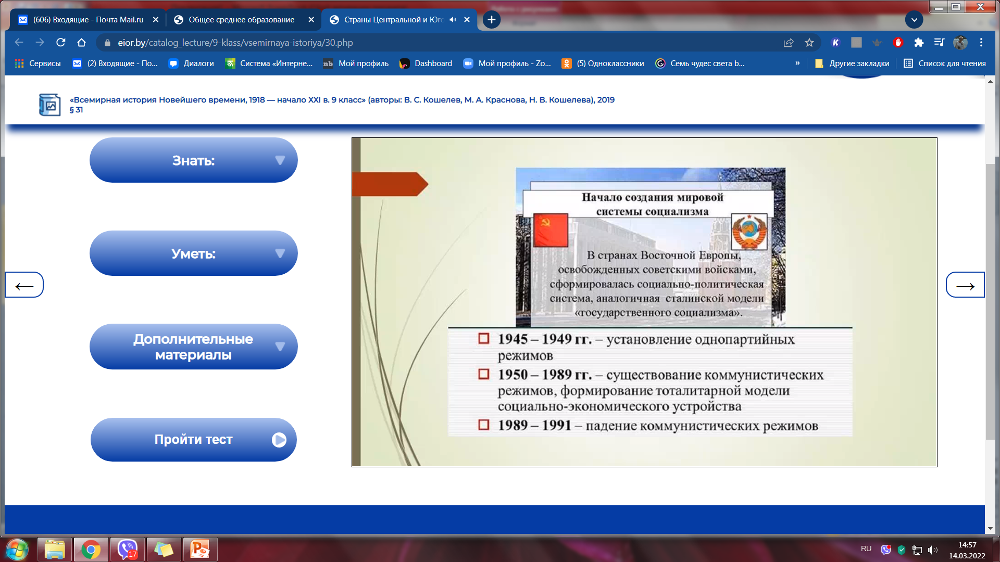 (606) Входящие - Почта Mail.ru
Общее среднее образование
Страны Центральной и Юго
eior.by/catalog_lecture/9-klass/vsemirnaya-istoriya/30.php
Сервисы
(2) Входящие - По...
Диалоги
Система «Интерне...
nb Мой профиль
Dashboard
Мой профиль - Zo...
(5) Одноклассники
Семь чудес света b...
»
Другие закладки
Список для чтения
«Всемирная история Новейшего времени, 1918 — начало XXI в. 9 класс» (авторы: В. С. Кошелев, М. А. Краснова, Н. В. Кошелева), 2019
§ 31
Знать:
Уметь:
Дополнительные
материалы
Пройти тест
Начало создания мировой
системы социализма
В странах Восточной Европы,
освобожденных советскими войсками,
сформировалась социально-политическая
система, аналогичная сталинской модели
«государственного социализма».
1945 – 1949 гг. – установление однопартийных
режимов
1950 – 1989 гг. – существование коммунистических
режимов, формирование тоталитарной модели
социально-экономического устройства
1989 – 1991 – падение коммунистических режимов
17
RU
14:57
14.03.2022